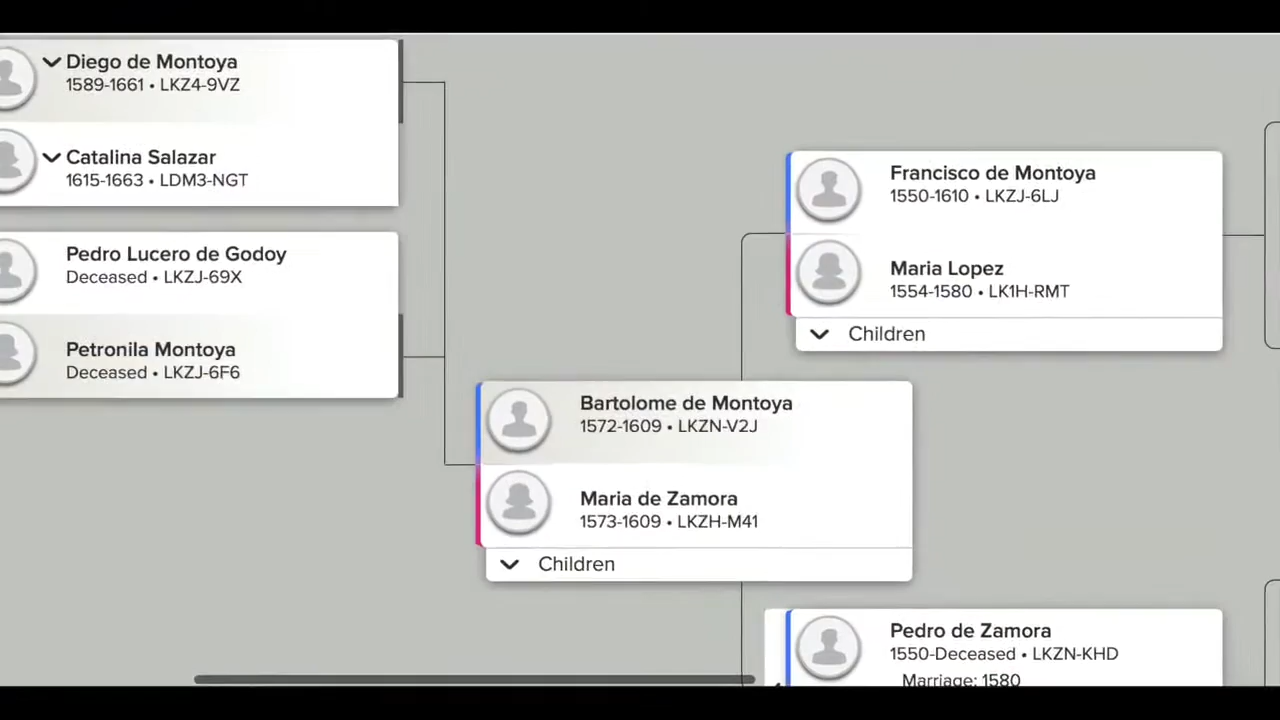 Diego de Montoya
1589-1661 • LKZ4-9VZ
Catalina Salazar
1615-1663 • LDM3-NGT
Pedro Lucero de Godoy
Deceased • LKZJ-69X
Petronila Montoya
Deceased • LKZJ-6F6
Francisco de Montoya
1550-1610 • LKZJ-6LJ
Maria Lopez
1554-1580 • LK1H-RMT
Children
Bartolome de Montoya
1572-1609 • LKZN-V2J
Maria de Zamora
1573-1609 • LKZH-M41
Children
Pedro de Zamora
1550-Deceased • LKZN-KHD
Marriage: 1580